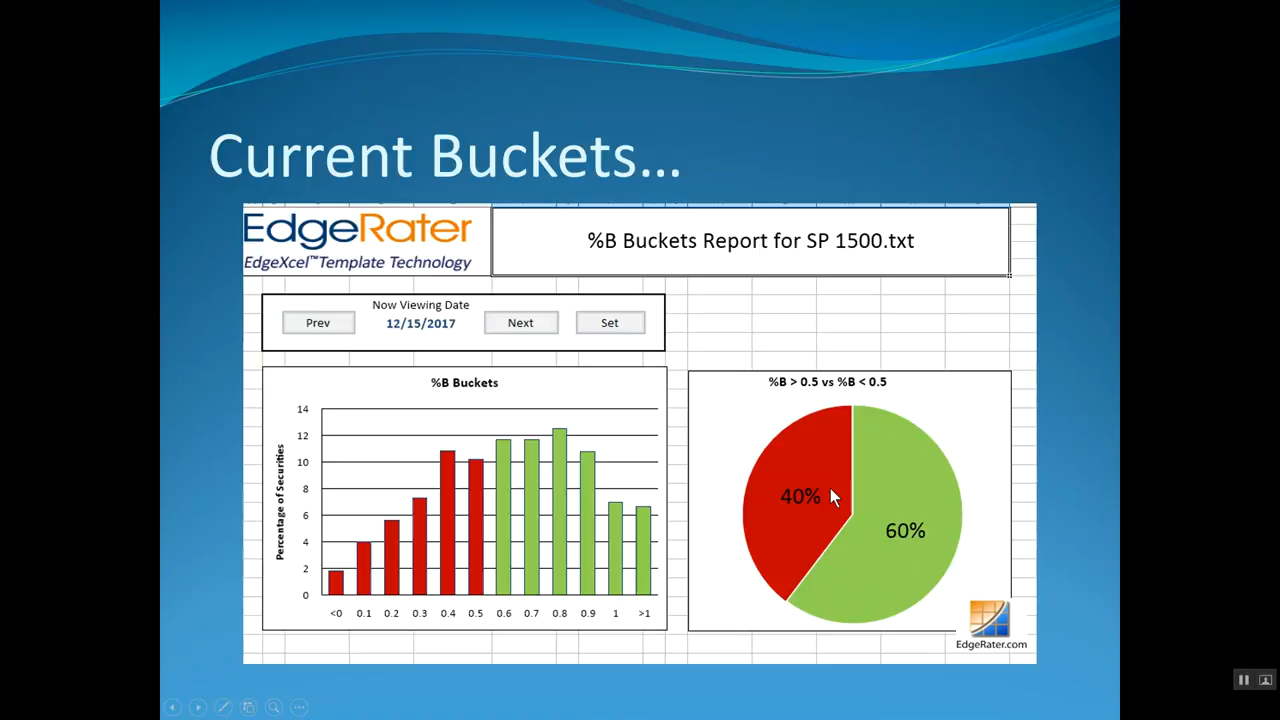 Current Buckets...
EdgeRater
EdgeXcel™Template Technology
%B Buckets Report for SP 1500.txt
Now Viewing Date
Prev
12/15/2017
Next
Set
%B Buckets
14
12
10
8
6
4
2
0
Percentage of Securities
<0 0.1 0.2 0.3 0.4 0.5 0.6 0.7 0.8 0.9 1 >1
%B > 0.5 vs %B < 0.5
40%
60%
EdgeRater.com